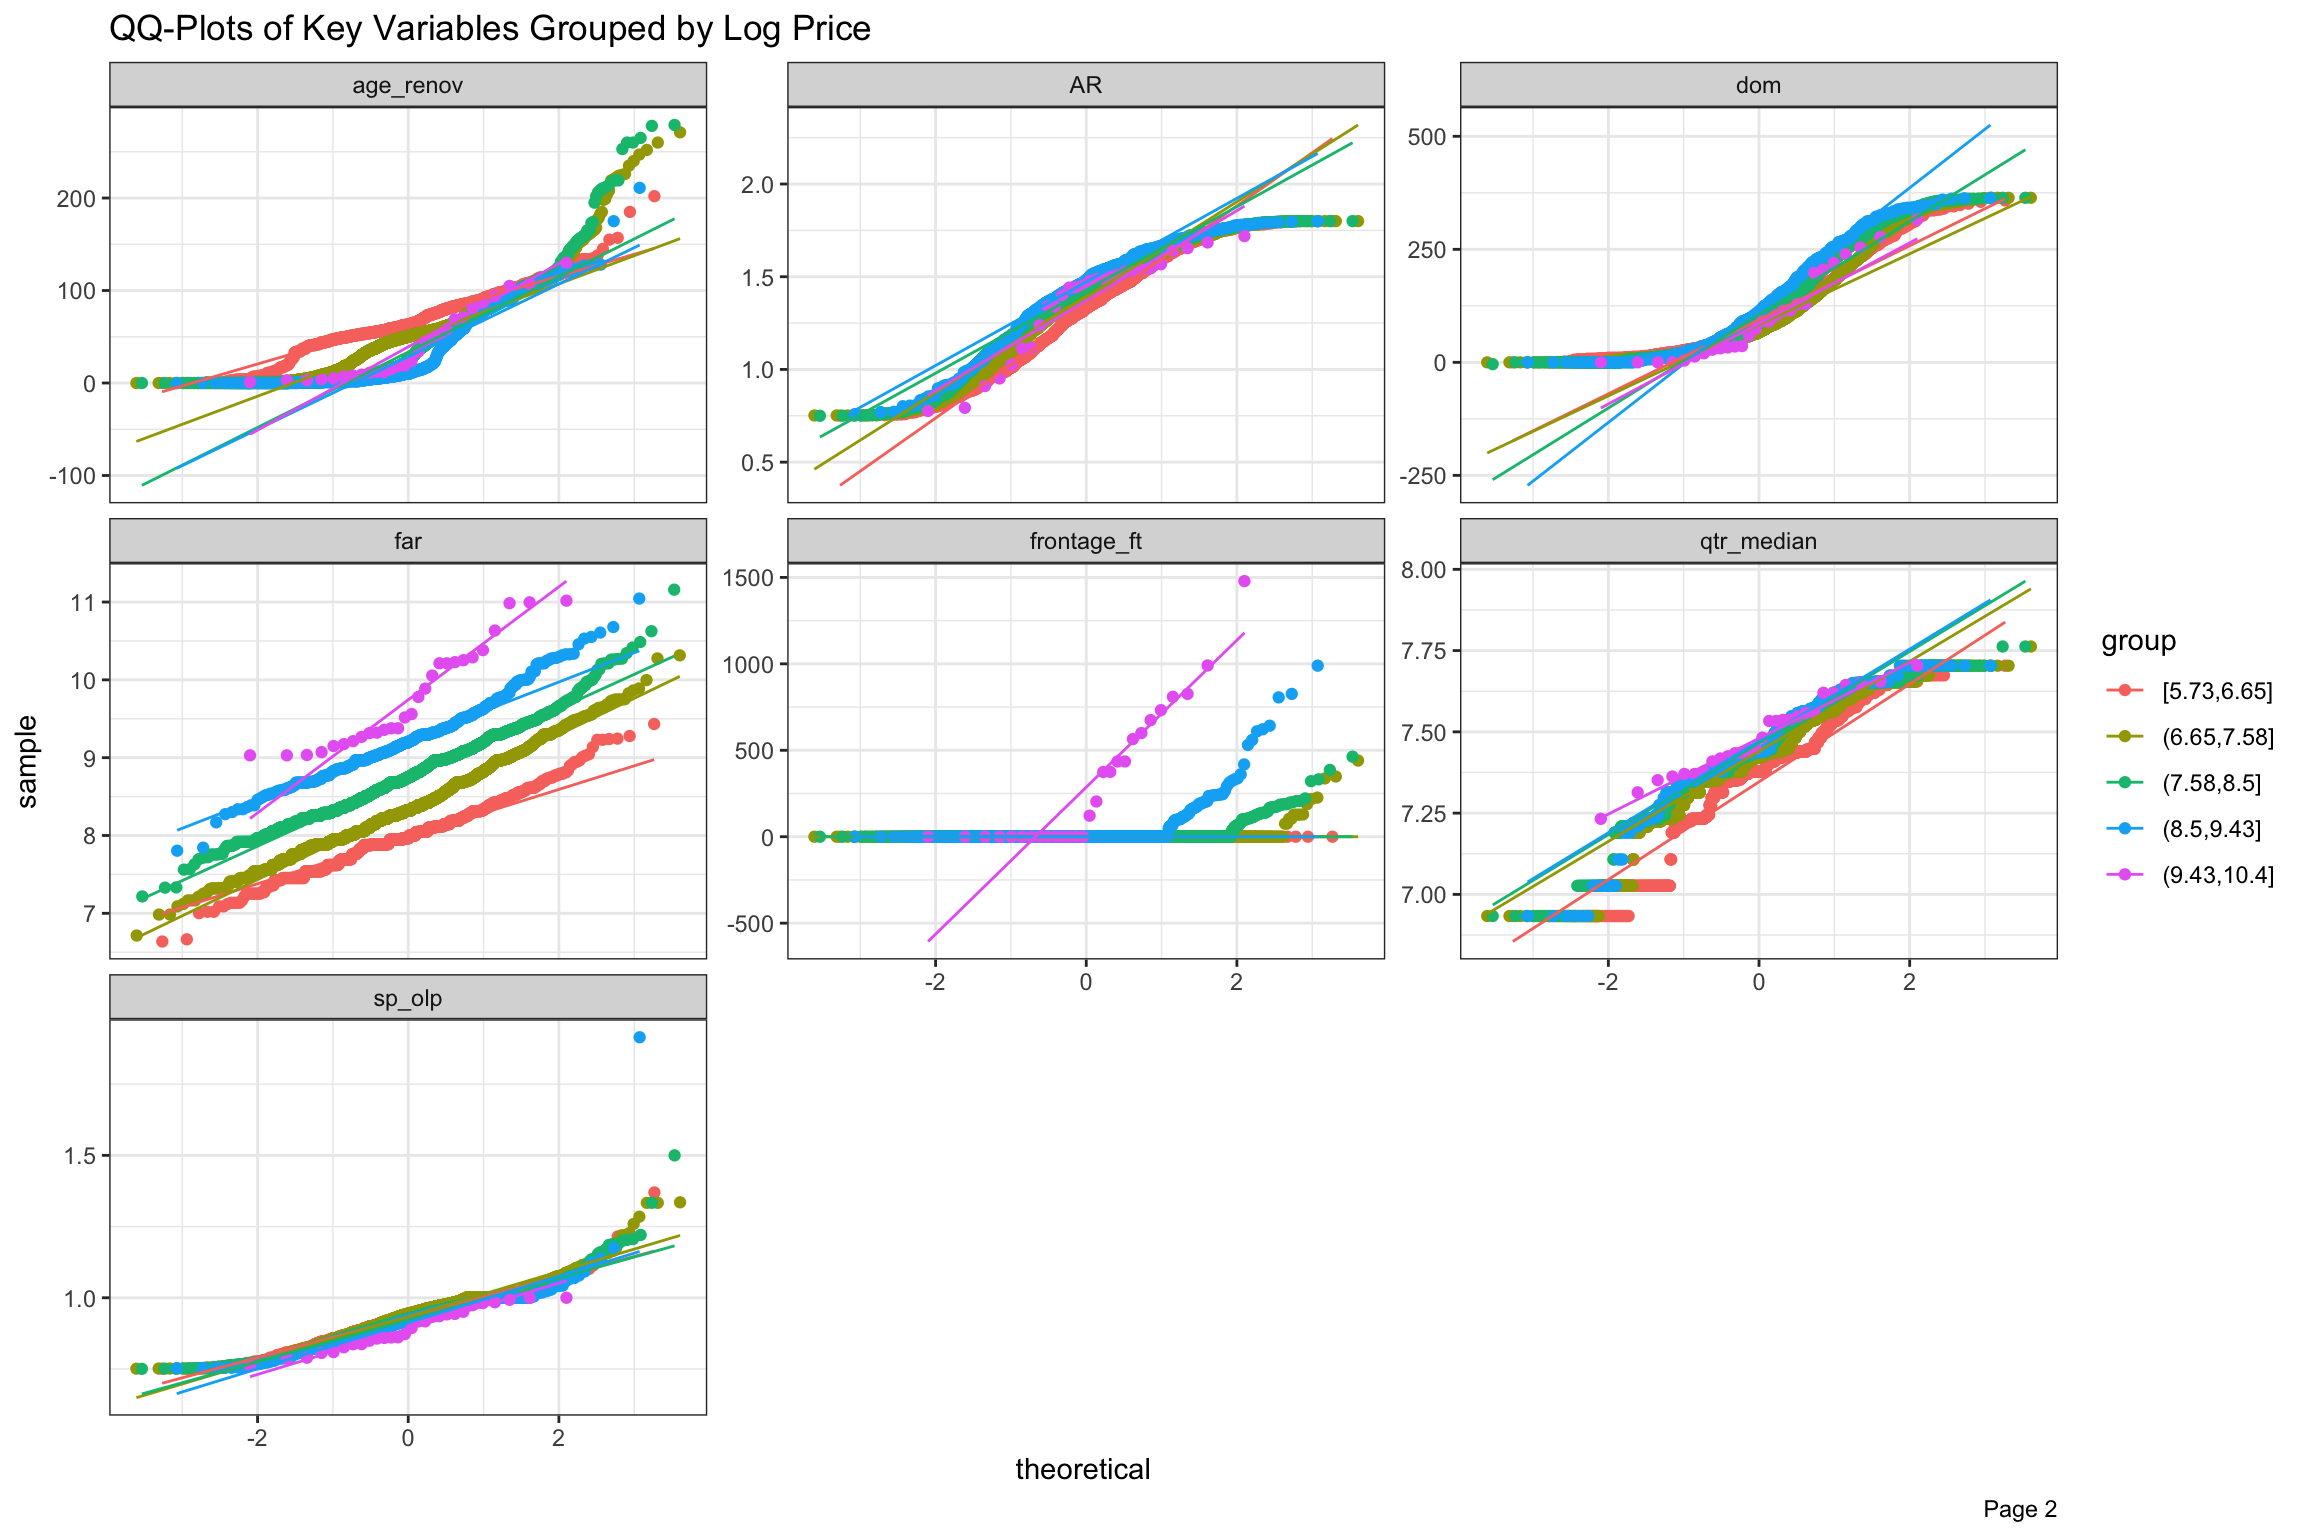 QQ-Plots of Key Variables Grouped by Log Price
age_renov
AR
dom
200
100
0
-100
2.0
1.5
1.0
0.5
500
250
0
-250
far
frontage_ft
qtr_median
11
10
9
8
7
1500
1000
500
0
-500
-2 0 2
8.00
7.75
7.50
7.25
7.00
-2 0 2
sp_olp
1.5
1.0
-2 0 2
sample
theoretical
group
[5.73,6.65]
(6.65,7.58]
(7.58,8.5]
(8.5,9.43]
(9.43,10.4]
Page 2